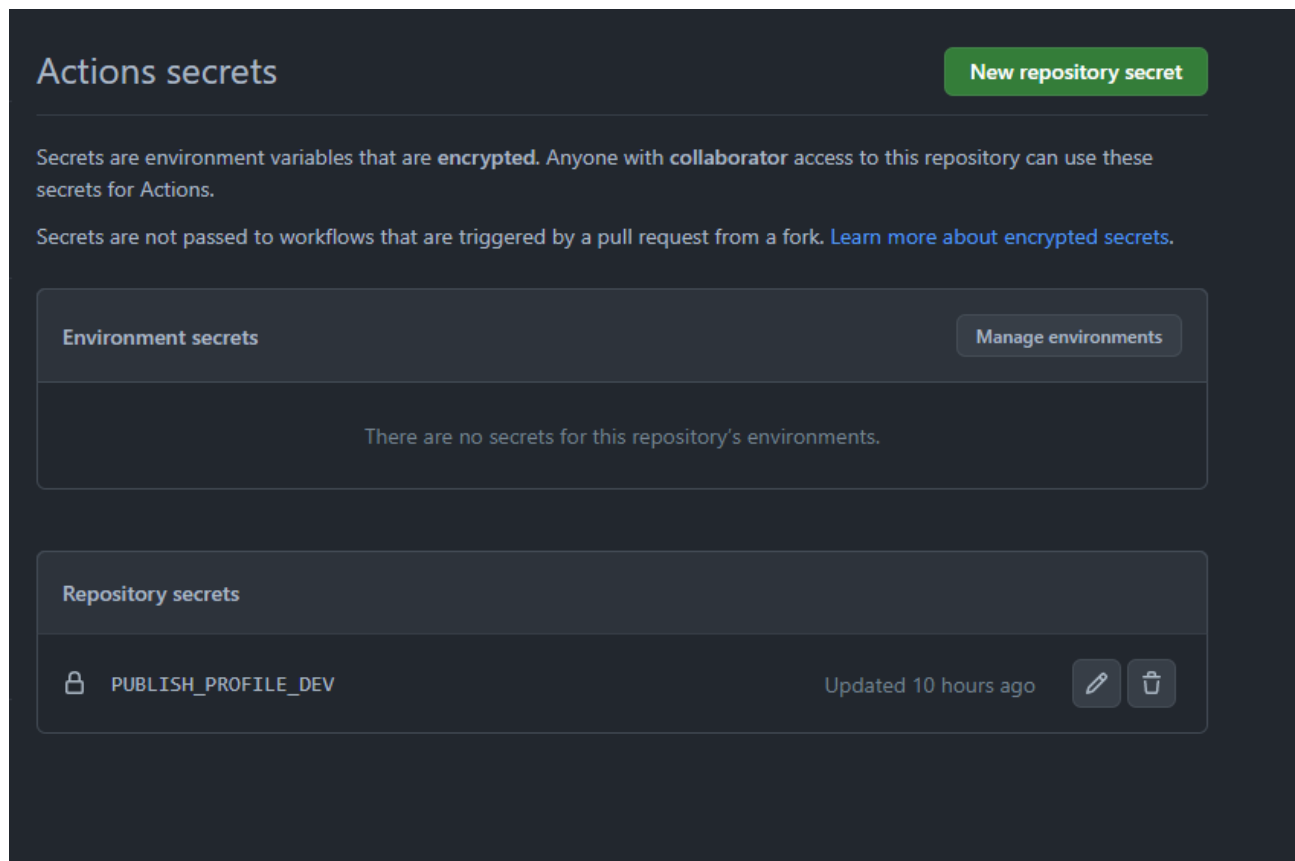 Actions secrets
New repository secret
Secrets are environment variables that are encrypted. Anyone with collaborator access to this repository can use these
secrets for Actions.
Secrets are not passed to workflows that are triggered by a pull request from a fork. Learn more about encrypted secrets.
Environment secrets
Manage environments
There are no secrets for this repository's environments.
Repository secrets
PUBLISH_PROFILE_DEV
Updated 10 hours ago